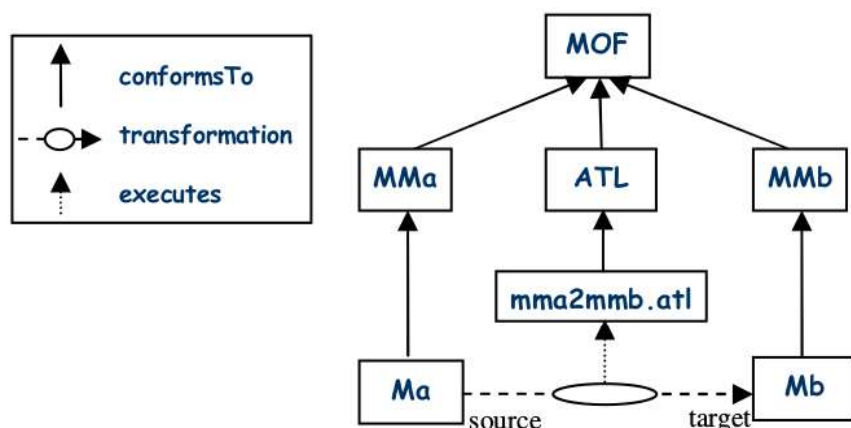 conformsTo
transformation
executes
MOF
MMa
ATL
MMb
mma2mmb.atl
Ma
source
target
Mb